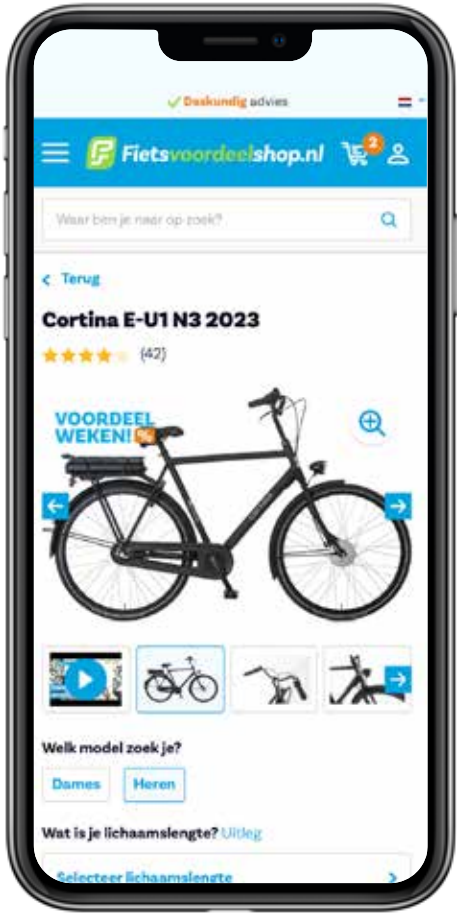 Deskundig advies
Fietsvoordeelshop.nl
2
Waar ben je naar op zoek?
Terug
Cortina E-U1 N3 2023
(42)
VOORDEEL
WEKEN! %
Welk model zoek je?
Dames
Heren
Wat is je lichaamslengte? Uitleg
Selecteer lichaamslengte